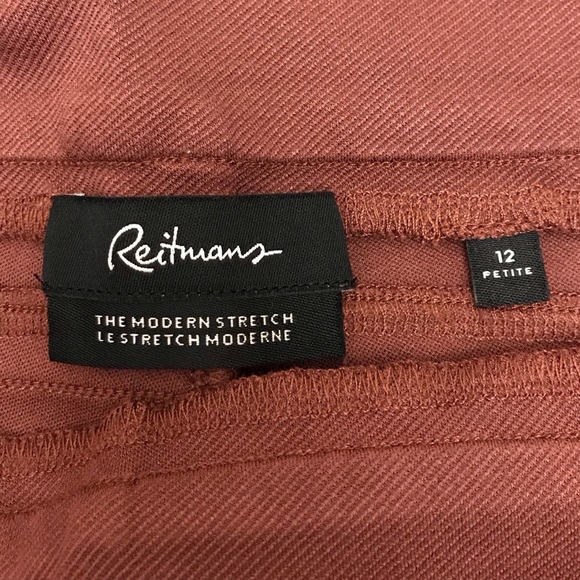 Reitmans
THE MODERN STRETCH
LE STRETCH MODERNE
12
PETITE